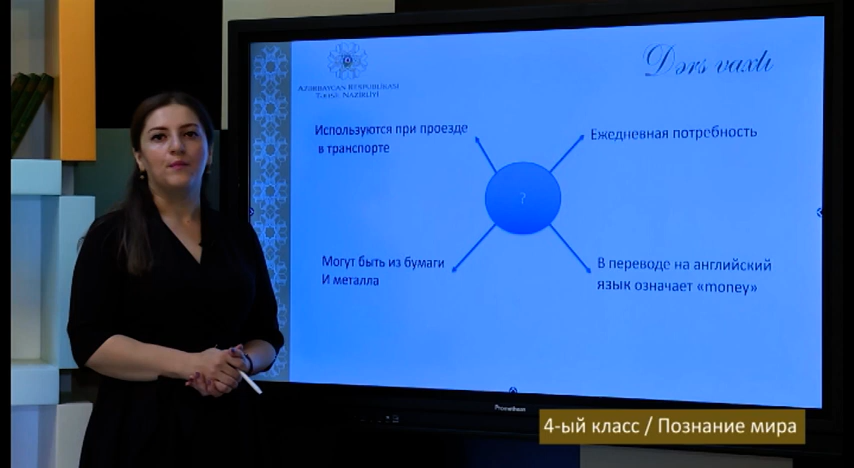 Dərs vaxtı
AZƏRBAYCAN RESPUBLİKASI
TƏHSİL NAZİRLİYİ
Используются при проезде
в транспорте
Ежедневная потребность
?
Могут быть из бумаги
И металла
В переводе на английский
язык означает «money»
Promethean
4-ый класс / Познание мира